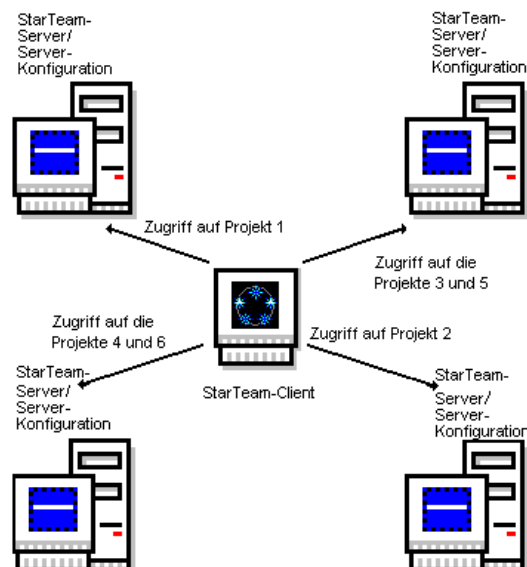 StarTeam-
Server/
Server-
Konfiguration
StarTeam-
Server/
Server-
Konfiguration
Zugriff auf Projekt 1
Zugriff auf die
Projekte 3 und 5
Zugriff auf die
Projekte 4 und 6
Zugriff auf Projekt 2
StarTeam-Client
StarTeam-
Server/
Server-
Konfiguration
StarTeam-
Server/
Server-
Konfiguration